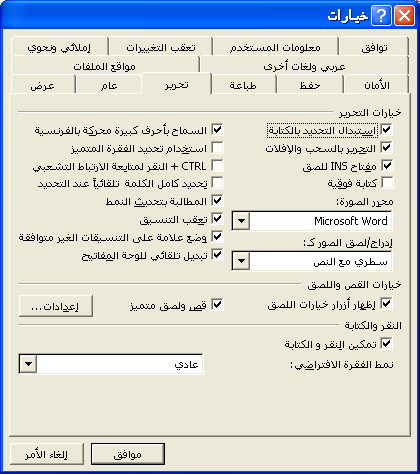 خيارات
توافق معلومات المستخدم تعقب التغييرات إملائي ونحوي
عربي ولغات أخرى مواقع الملفات
الأمان حفظ طباعة تحرير عام عرض
خيارات التحرير
استبدال التحديد بالكتابة
التحرير بالسحب والإفلات
مفتاح INS للصق
كتابة فوقية
محرر الصورة:
Microsoft Word
إدراج/لصق الصور كـ:
سطري مع النص
السماح بأحرف كبيرة محركة بالفرنسية
استخدام تحديد الفقرة المتميز
CTRL + النقر لمتابعة الارتباط التشعبي
تحديد كامل الكلمة تلقائياً عند التحديد
المطالبة بتحديث النمط
تعقب التنسيق
وضع علامة على التنسيقات الغير متوافقة
تبديل تلقائي للوحة المفاتيح
خيارات القص واللصق
إظهار أزرار خيارات اللصق قص ولصق متميز إعدادات...
النقر والكتابة
تمكين النقر و الكتابة
نمط الفقرة الافتراضي: عادي
موافق إلغاء الأمر